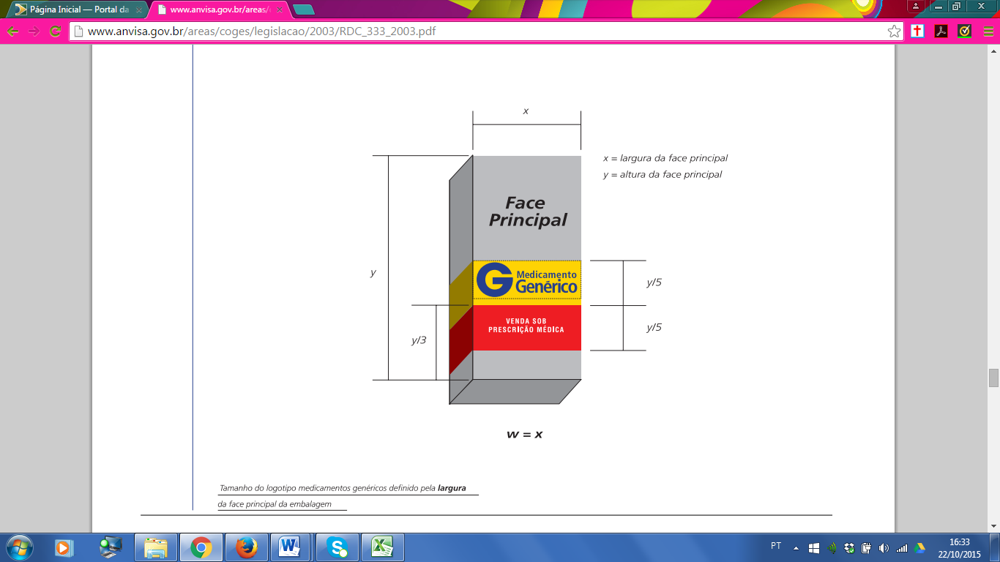 Página Inicial — Portal da
www.anvisa.gov.br/areas/
www.anvisa.gov.br/areas/coges/legislacao/2003/RDC_333_2003.pdf
x
x = largura da face principal
y = altura da face principal
Face
Principal
y
Medicamento
Genérico
y/5
VENDA SOB
PRESCRIÇÃO MÉDICA
y/5
y/3
w = x
Tamanho do logotipo medicamentos genéricos definido pela largura
da face principal da embalagem
PT
16:33
22/10/2015